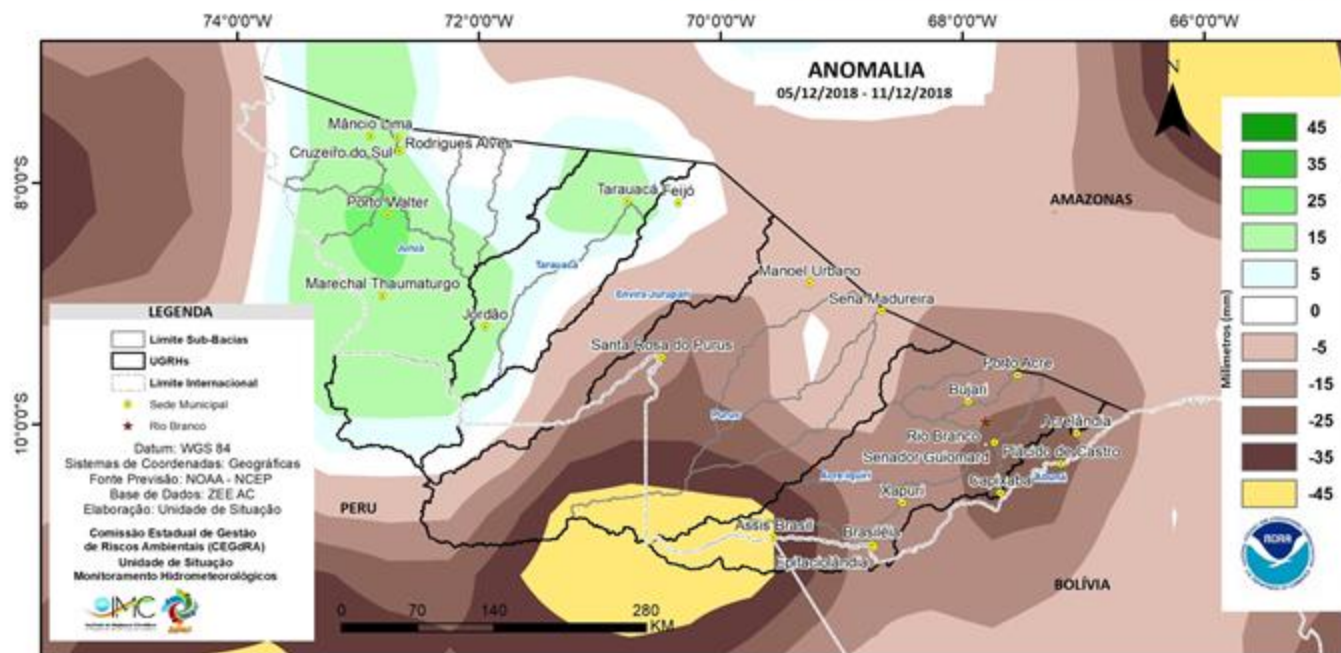 74°0'0"W
72°0'0"W
70°0'0"W
68°0'0"W
66°0'0"W
ANOMALIA
05/12/2018 - 11/12/2018
N
Mâncio Lima
Rodrigues Alves
Cruzeiro do Sul
8°0'0"S
Porto Walter
Tarauacá
Feijó
AMAZONAS
Juruá
Tarauacá
Manoel Urbano
Marechal Thaumaturgo
Envira-Jurupari
Sena Madureira
Jordão
Santa Rosa do Purus
Porto Acre
Bujari
Purus
10°0'0"S
Acrelândia
Rio Branco
Plácido de Castro
Senador Guiomard
Capixaba
Xapuri
PERU
Assis Brasil
Brasiléia
Epitaciolândia
BOLÍVIA
LEGENDA
Limite Sub-Bacias
UGRHs
Limite Internacional
Sede Municipal
Rio Branco
Datum: WGS 84
Sistemas de Coordenadas: Geográficas
Fonte Previsão: NOAA - NCEP
Base de Dados: ZEE AC
Elaboração: Unidade de Situação
Comissão Estadual de Gestão
de Riscos Ambientais (CEGdRA)
Unidade de Situação
Monitoramento Hidrometeorológicos
IMC
0 70 140 280
KM
Milímetros (mm)
45
35
25
15
5
0
-5
-15
-25
-35
-45
NOAA